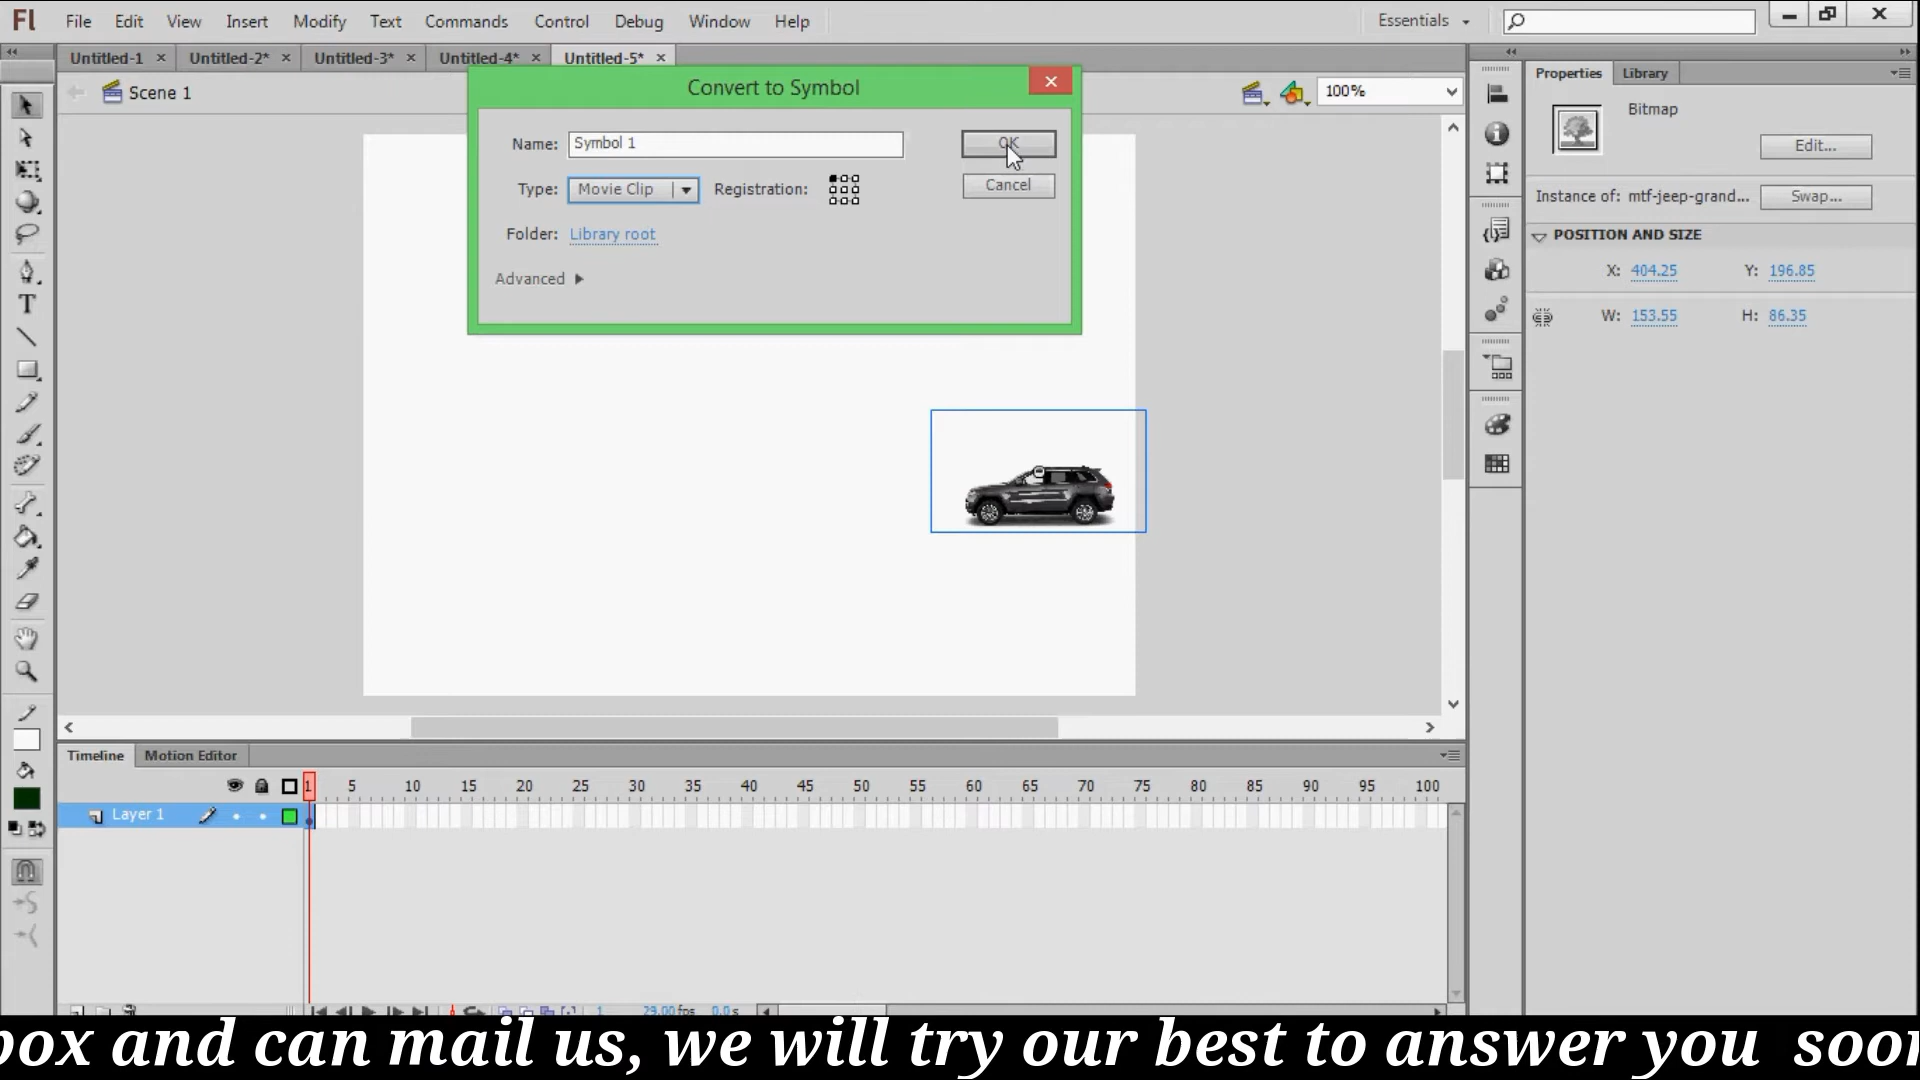 Fl File Edit View Insert Modify Text Commands Control Debug Window Help Essentials
Untitled-1 × Untitled-2* × Untitled-3* × Untitled-4* × Untitled-5* ×
Scene 1
100%
Convert to Symbol
Name: Symbol 1
OK
Type: Movie Clip Registration:
Cancel
Folder: Library root
Advanced
Properties Library
Bitmap
Edit...
Instance of: mtf-jeep-grand... Swap...
POSITION AND SIZE
X: 404.25 Y: 196.85
W: 153.55 H: 86.35
Timeline Motion Editor
1 5 10 15 20 25 30 35 40 45 50 55 60 65 70 75 80 85 90 95 100
Layer 1
1 29.00 fps 0.0 s
box and can mail us, we will try our best to answer you soon